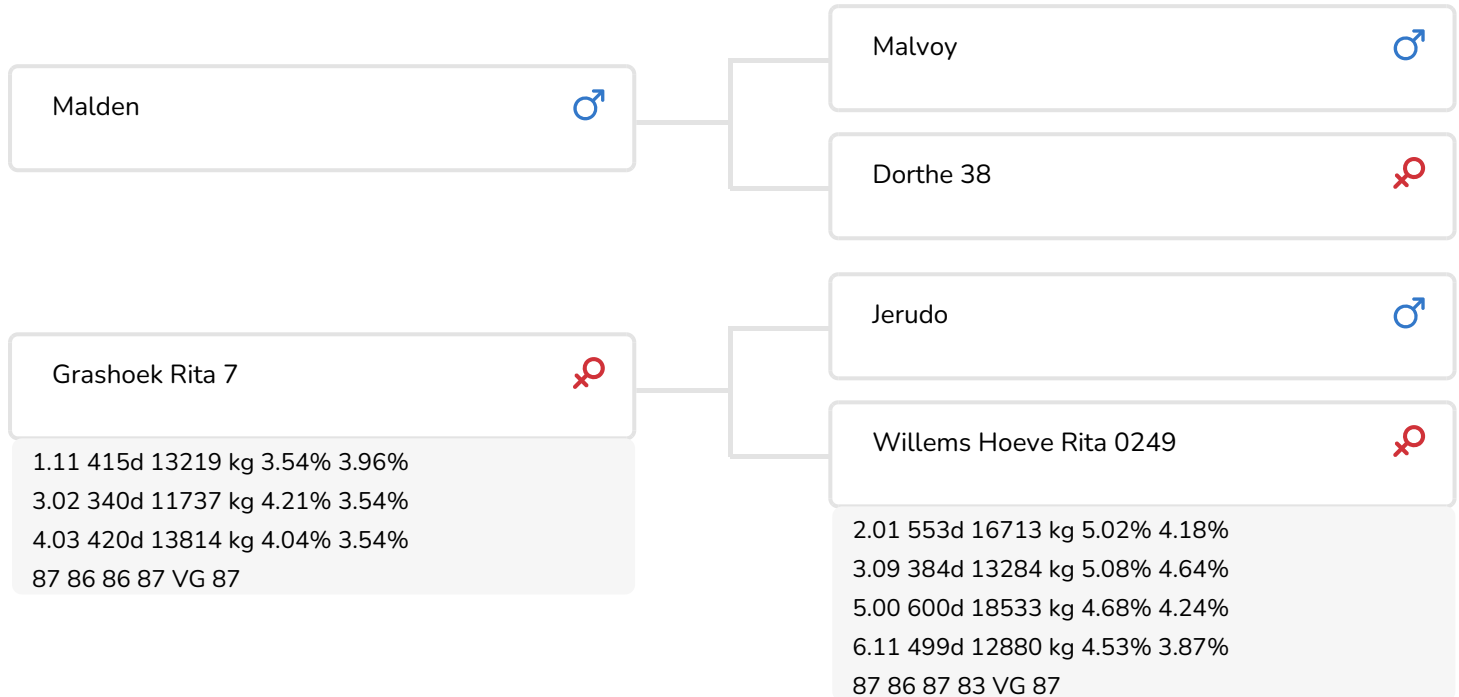 Malden
Malvoy
Dorthe 38
Grashoek Rita 7
1.11 415d 13219 kg 3.54% 3.96%
3.02 340d 11737 kg 4.21% 3.54%
4.03 420d 13814 kg 4.04% 3.54%
87 86 86 87 VG 87
Jerudo
Willems Hoeve Rita 0249
2.01 553d 16713 kg 5.02% 4.18%
3.09 384d 13284 kg 5.08% 4.64%
5.00 600d 18533 kg 4.68% 4.24%
6.11 499d 12880 kg 4.53% 3.87%
87 86 87 83 VG 87